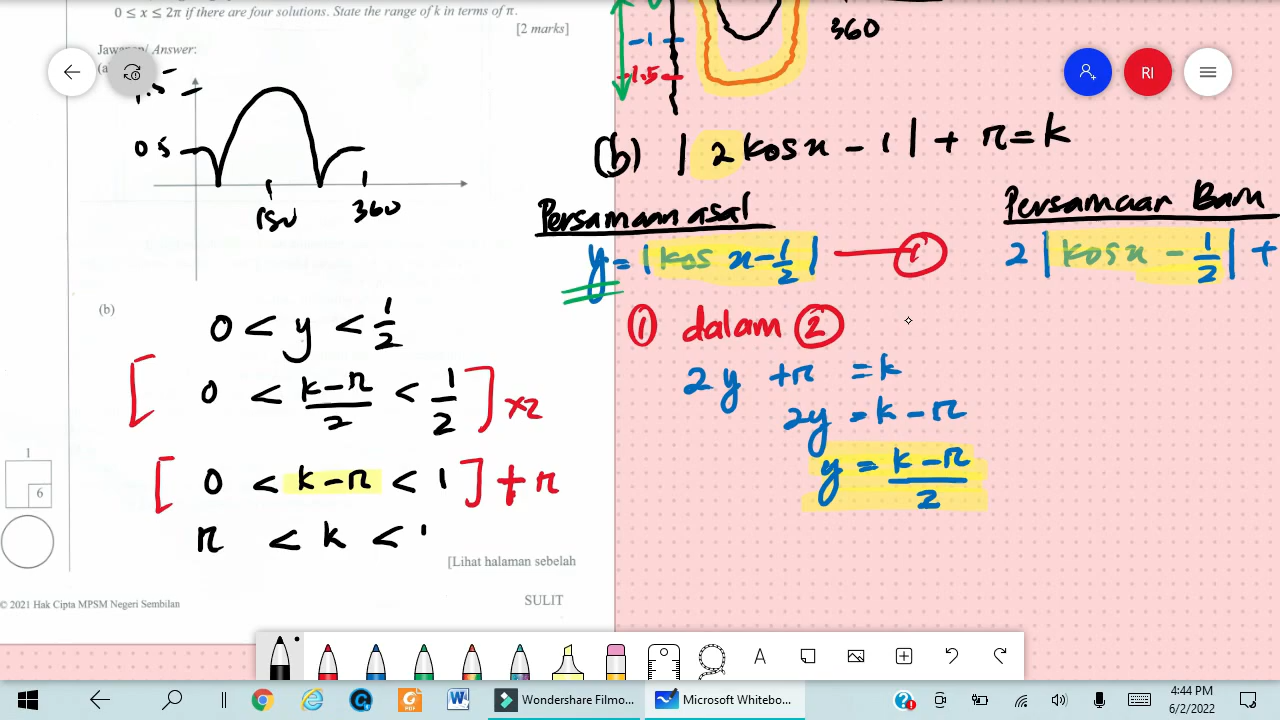 0 ≤ x ≤ 2π if there are four solutions. State the range of k in terms of π.
[2 marks]
Jawapan/ Answer:
(a
1.5
0.5
180
360
(b)
0 < y < 1/2
[ 0 < (k-π)/2 < 1/2 ] ×2
[ 0 < k-π < 1 ] + π
π < k < 1
[Lihat halaman sebelah
SULIT
1
6
© 2021 Hak Cipta MPSM Negeri Sembilan
-1
-1.5
360
(b) | 2 kos x - 1 | + π = k
Persamaan asal
y = | kos x - 1/2 | ① 
Persamaan Baru
2 | kos x - 1/2 | +
① dalam ②
2y + π = k
2y = k - π
y = (k-π)/2
RI
A
Wondershare Filmo...
Microsoft Whitebo...
4:44 PM
6/2/2022